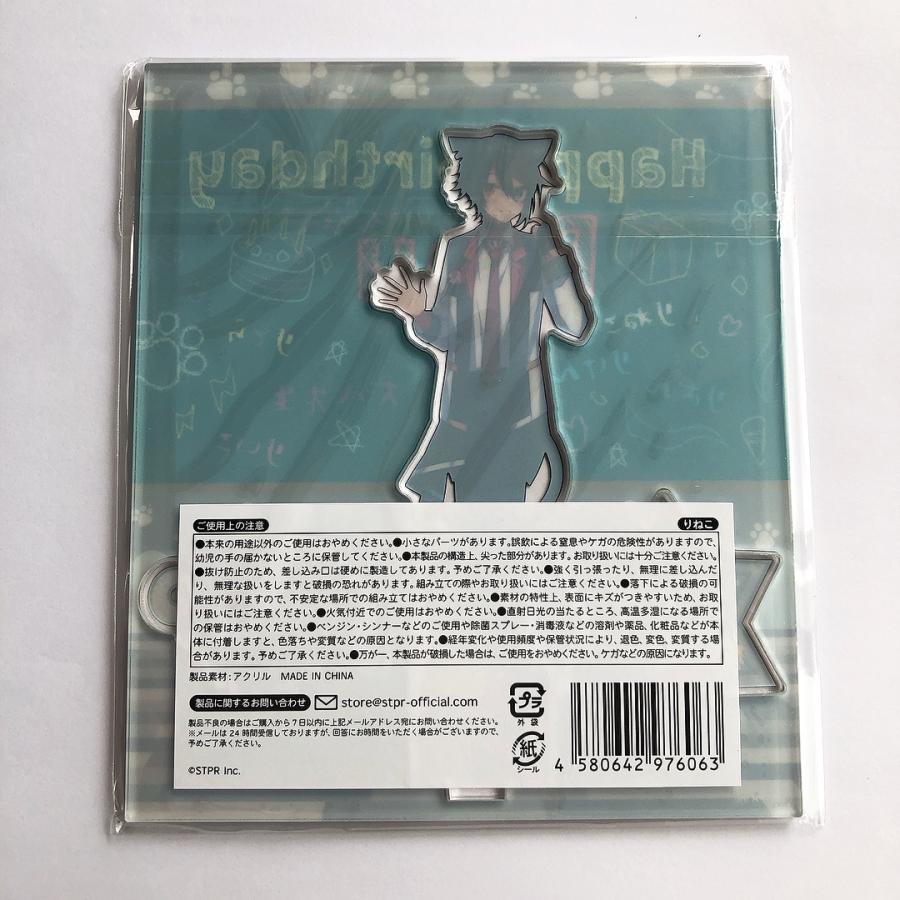 Happy Birthday
りねこ
りけん
りくら
りいこ
ご使用上の注意
りねこ
●本来の用途以外のご使用はおやめください。●小さなパーツがあります。誤飲による窒息やケガの危険性がありますので、
幼児の手の届かないところに保管してください。●本製品の構造上、尖った部分があります。お取り扱いには十分ご注意ください。
●抜け防止のため、差し込み口は硬めに製造してあります。予めご了承ください。●強く引っ張ったり、無理に差し込んだ
り、無理な扱いをしますと破損の恐れがあります。組み立ての際やお取り扱いにはご注意ください。●落下による破損の可
能性がありますので、不安定な場所での組み立てはおやめください。●素材の特性上、表面にキズがつきやすいため、お取
り扱いにはご注意ください。●火気付近でのご使用はおやめください。●直射日光の当たるところ、高温多湿になる場所で
の保管はおやめください。●ベンジン・シンナーなどのご使用や除菌スプレー・消毒液などの溶剤や薬品、化粧品などが本
体に付着しますと、色落ちや変質などの原因となります。●経年変化や使用頻度や保管状況により、退色、変色、変質する場
合があります。予めご了承ください。●万が一、本製品が破損した場合は、ご使用をおやめください。ケガなどの原因になります。
製品素材：アクリル MADE IN CHINA
製品に関するお問い合わせ store@stpr-official.com
製品不良の場合はご購入から7日以内に上記メールアドレス宛にお問い合わせください。
※メールは24時間受信しておりますが、回答にお時間をいただく場合がございますので、
予めご了承ください。
©STPR Inc.
プラ
外袋
紙
シール
4 580642 976063